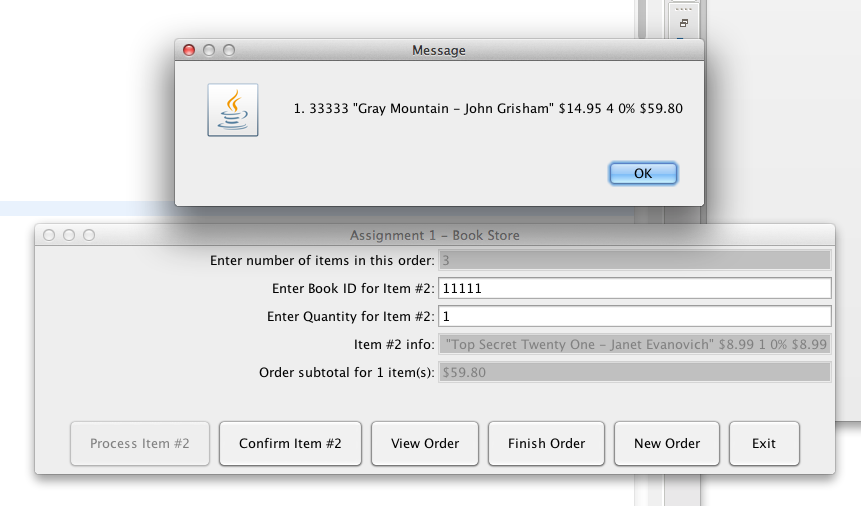 Message
1. 33333 "Gray Mountain - John Grisham" $14.95 4 0% $59.80
OK
Assignment 1 - Book Store
Enter number of items in this order: 3
Enter Book ID for Item #2: 11111
Enter Quantity for Item #2: 1
Item #2 info: "Top Secret Twenty One - Janet Evanovich" $8.99 1 0% $8.99
Order subtotal for 1 item(s): $59.80
Process Item #2 Confirm Item #2 View Order Finish Order New Order Exit